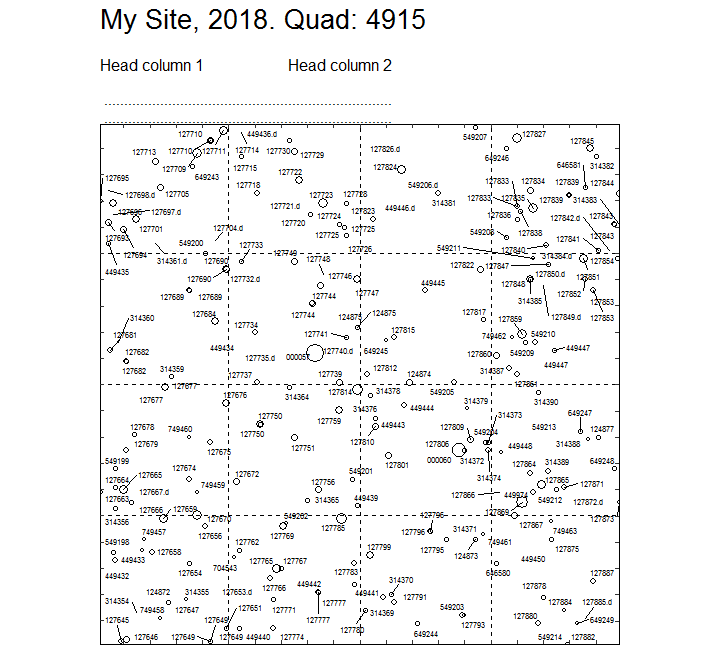 My Site, 2018. Quad: 4915
Head column 1 Head column 2
549207 127827
127710 449436.d
127845
127826.d
127713 127710 127711 127714 127730 127729
649246
127709 127715 127824 646581 314382
649243 127722
127695 127718 549206.d 127833 127834 127839 127844
127698.d 127705 127723 127728 314381 127835 127839 314383
127697.d 127721.d 127823 449446.d
127724 127836 127842.d 127843
127701 127720 127725
127704.d 127725 549208 127838 127843
127693 549200 127733 127726 549211 127840 127841
127694 314361.d 127690 127749 127748 314384.d 127854
449435 127690 127732.d 127746 127822 127847 127850.d 127851
449445 127848
127689 127689 127744 127747 127852
314385 127853
314360 127684 127744 124875 124875 127817 127859 127849.d 127853
127681 127734 127741 127815 749462 549210
127682 449434 127735.d 000057 127740.d 649245 127860 549209 449447
127682 314359 127737 127739 127812 124874 314387 449447
127677 314364 127814 314378 549205 127861
127677 127676 314376 449444 314379 314373 314390
127750 127759 449443 649247
127678 749460 127750 127809 549204 549213 124877
127679 127675 127751 127810 127806 449448 314388
549199 127801 000060 314372 314389 649248
127664 127665 127674 127672 549201 314374 127864
127667.d 749459 127756 127866 449974 127865 127871
127663 314365 449439 549212 127872.d
314356 127666 127659 127670 549202 127785 127869 127867 127873
749457 127656 127769 127796 127796 314371 749463
549198 127762 127795 749461 127875
449433 127658 127799 124873 449450
449432 127654 704543 127765 127767 127783 646580 127887
314354 124872 314355 127653.d 127766 449442 449441 314370 127878
749458 127647 127651 127771 127777 314369 127791 127884 127885.d
127645 127649 127777 549203 127880 649249
127646 127649 127649 449440 127774 127780 649244 127793 549214 127882